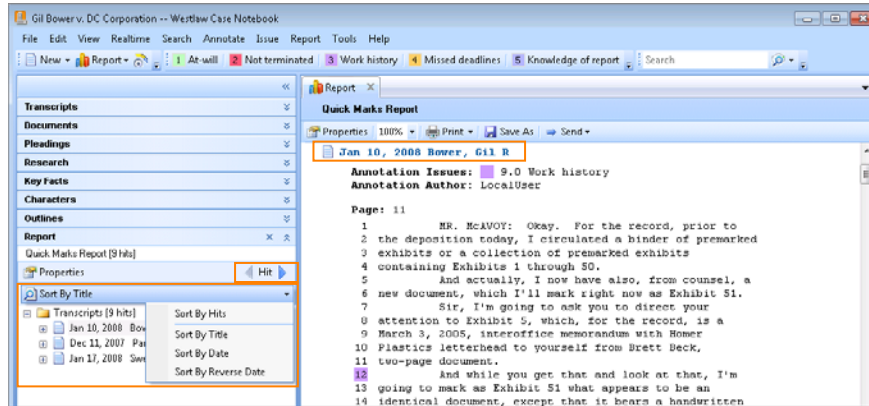 Gil Bower v. DC Corporation -- Westlaw Case Notebook
File Edit View Realtime Search Annotate Issue Report Tools Help
New Report 1 At-will 2 Not terminated 3 Work history 4 Missed deadlines 5 Knowledge of report Search
Transcripts
Documents
Pleadings
Research
Key Facts
Characters
Outlines
Report
Quick Marks Report [9 hits]
Properties Hit
Sort By Title
Transcripts [9 hits]
Jan 10, 2008 Bow
Dec 11, 2007 Pa
Jan 17, 2008 Swe
Sort By Hits
Sort By Title
Sort By Date
Sort By Reverse Date
Report
Quick Marks Report
Properties 100% Print Save As Send
Jan 10, 2008 Bower, Gil R
Annotation Issues: 9.0 Work history
Annotation Author: LocalUser
Page: 11
1 MR. McAVOY: Okay. For the record, prior to
2 the deposition today, I circulated a binder of premarked
3 exhibits or a collection of premarked exhibits
4 containing Exhibits 1 through 50.
5 And actually, I now have also, from counsel, a
6 new document, which I'll mark right now as Exhibit 51.
7 Sir, I'm going to ask you to direct your
8 attention to Exhibit 5, which, for the record, is a
9 March 3, 2005, interoffice memorandum with Homer
10 Plastics letterhead to yourself from Brett Beck,
11 two-page document.
12 And while you get that and look at that, I'm
13 going to mark as Exhibit 51 what appears to be an
14 identical document, except that it bears a handwritten